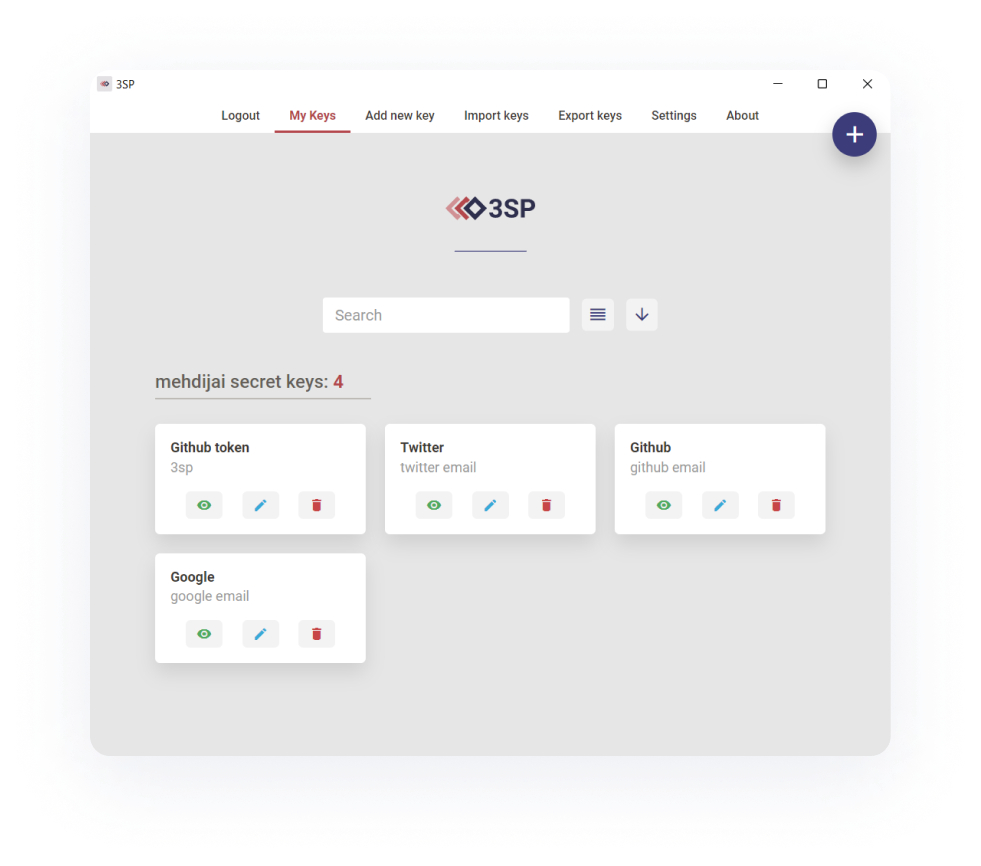 3SP
Logout My Keys Add new key Import keys Export keys Settings About
3SP
Search
mehdijai secret keys: 4
Github token
3sp
Twitter
twitter email
Github
github email
Google
google email